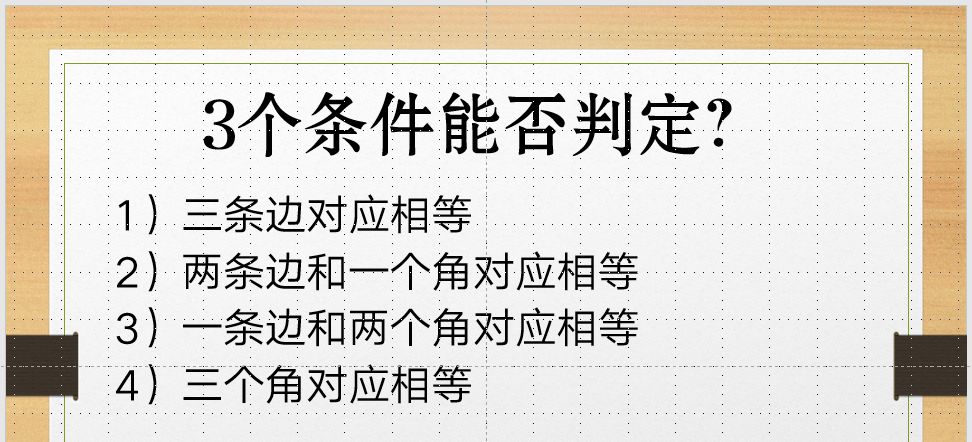 3个条件能否判定？
1）三条边对应相等
2）两条边和一个角对应相等
3）一条边和两个角对应相等
4）三个角对应相等